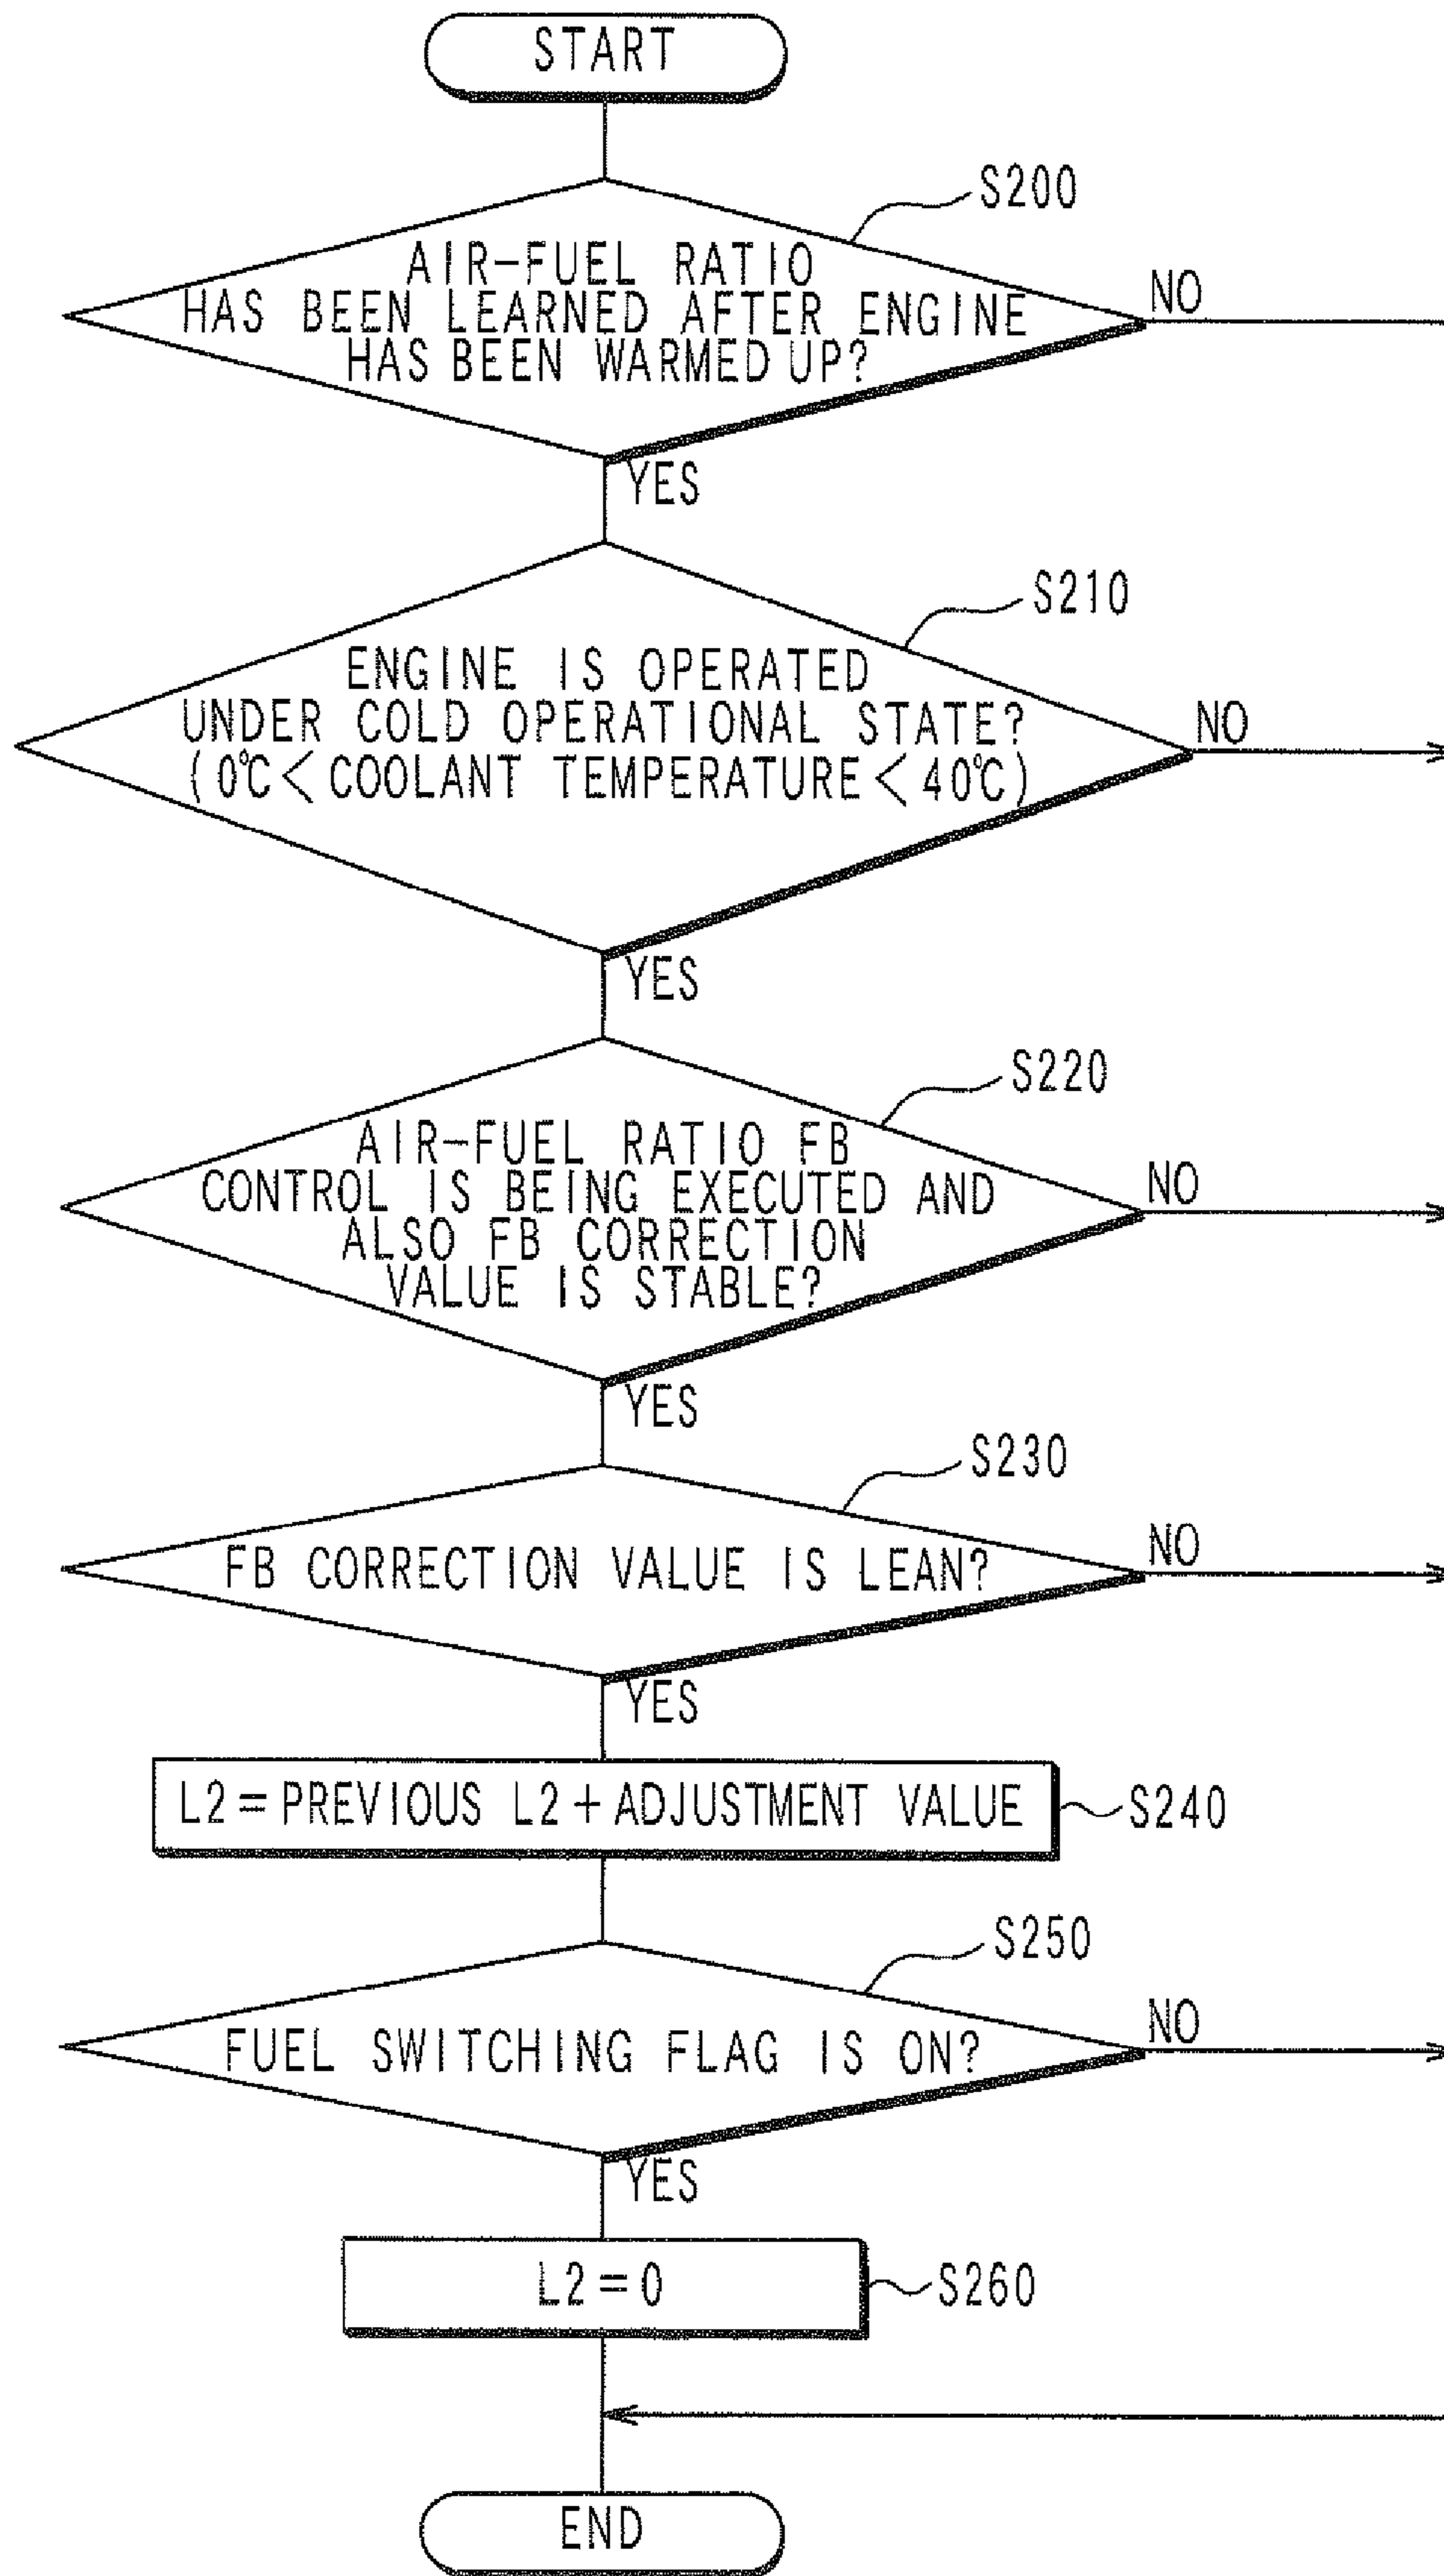 START
S200
AIR-FUEL RATIO
HAS BEEN LEARNED AFTER ENGINE
HAS BEEN WARMED UP?
NO
YES
S210
ENGINE IS OPERATED
UNDER COLD OPERATIONAL STATE?
(0℃<COOLANT TEMPERATURE<40℃)
NO
YES
S220
AIR-FUEL RATIO FB
CONTROL IS BEING EXECUTED AND
ALSO FB CORRECTION
VALUE IS STABLE?
NO
YES
S230
FB CORRECTION VALUE IS LEAN?
NO
YES
L2=PREVIOUS L2+ADJUSTMENT VALUE
S240
S250
FUEL SWITCHING FLAG IS ON?
NO
YES
L2=0
S260
END